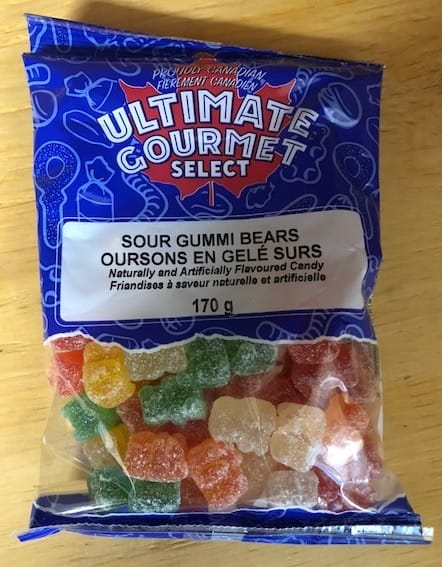 PROUDLY CANADIAN
FIÈREMENT CANADIEN
ULTIMATE
GOURMET
SELECT
SOUR GUMMI BEARS
OURSONS EN GELÉ SURS
Naturally and Artificially Flavoured Candy
Friandises à saveur naturelle et artificielle
170 g